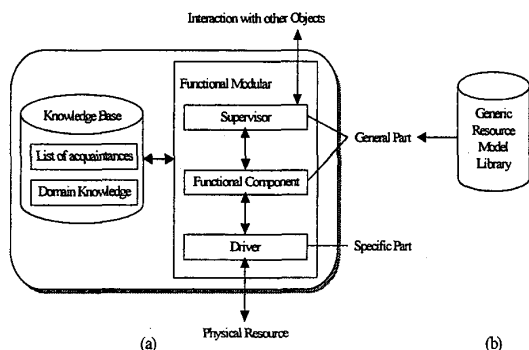 Interaction with other Objects
Functional Modular
Knowledge Base
List of acquaintances
Domain Knowledge
Supervisor
Functional Component
Driver
General Part
Specific Part
Generic
Resource
Model
Library
Physical Resource
(a)
(b)